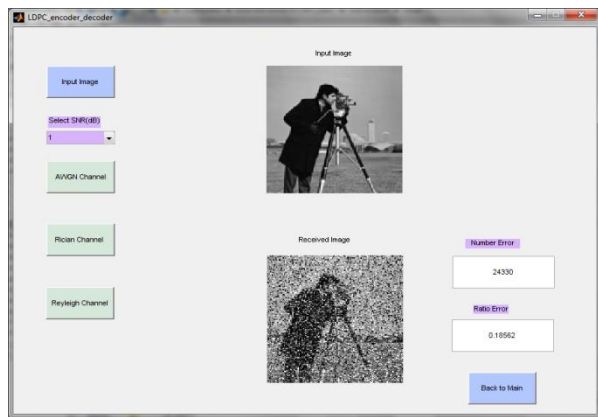 LDPC_encoder_decoder
Input Image
Input Image
Select SNR(dB)
1
AWGN Channel
Rician Channel
Received Image
Number Error
24330
Reyleigh Channel
Ratio Error
0.18562
Back to Main